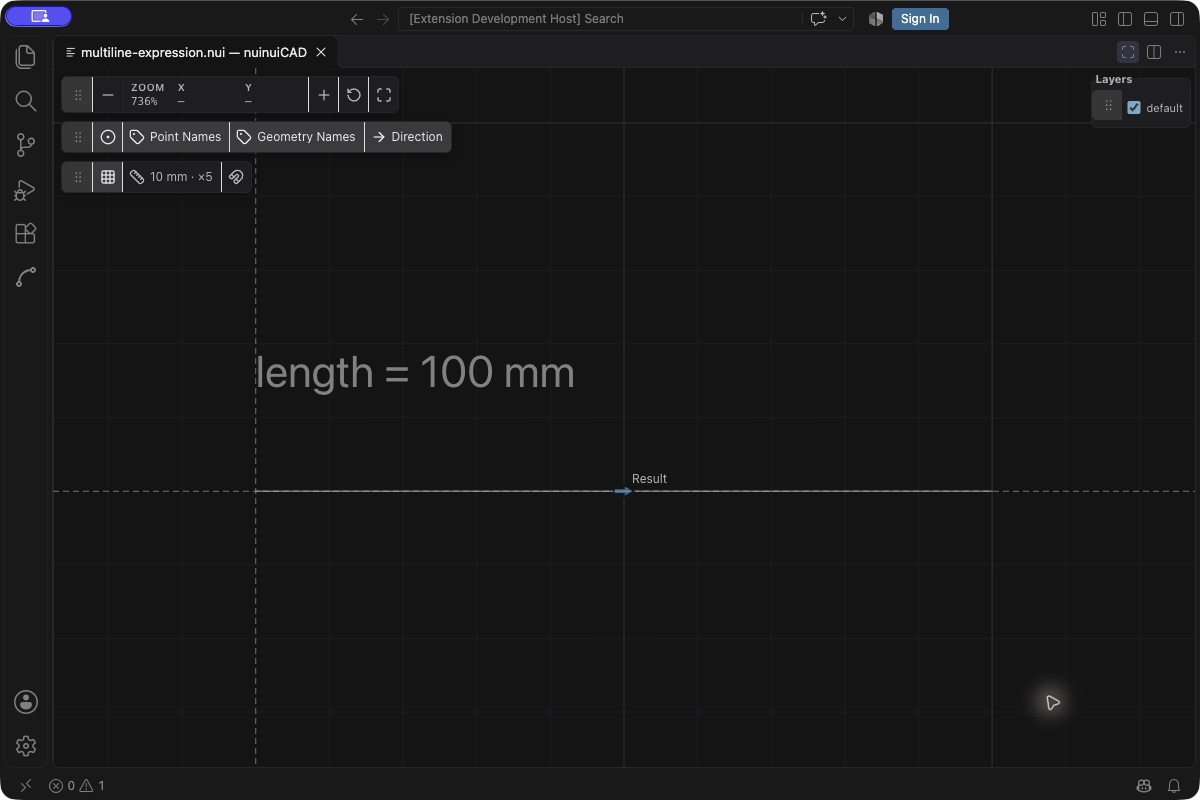 [Extension Development Host] Search
Sign In
multiline-expression.nui — nuinuiCAD
ZOOM X Y
736% – –
Layers
default
Point Names Geometry Names Direction
10 mm · ×5
length = 100 mm
Result
0 1